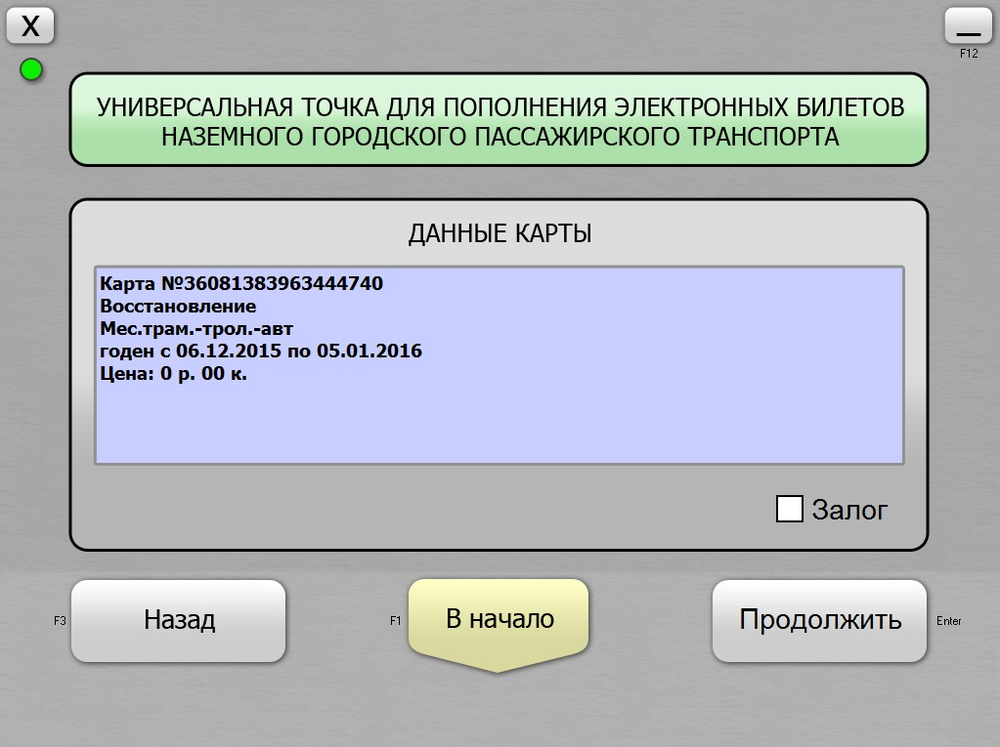 X
F12
УНИВЕРСАЛЬНАЯ ТОЧКА ДЛЯ ПОПОЛНЕНИЯ ЭЛЕКТРОННЫХ БИЛЕТОВ
НАЗЕМНОГО ГОРОДСКОГО ПАССАЖИРСКОГО ТРАНСПОРТА
ДАННЫЕ КАРТЫ
Карта №36081383963444740
Восстановление
Мес.трам.-трол.-авт
годен с 06.12.2015 по 05.01.2016
Цена: 0 р. 00 к.
Залог
F3 Назад F1 В начало Продолжить Enter